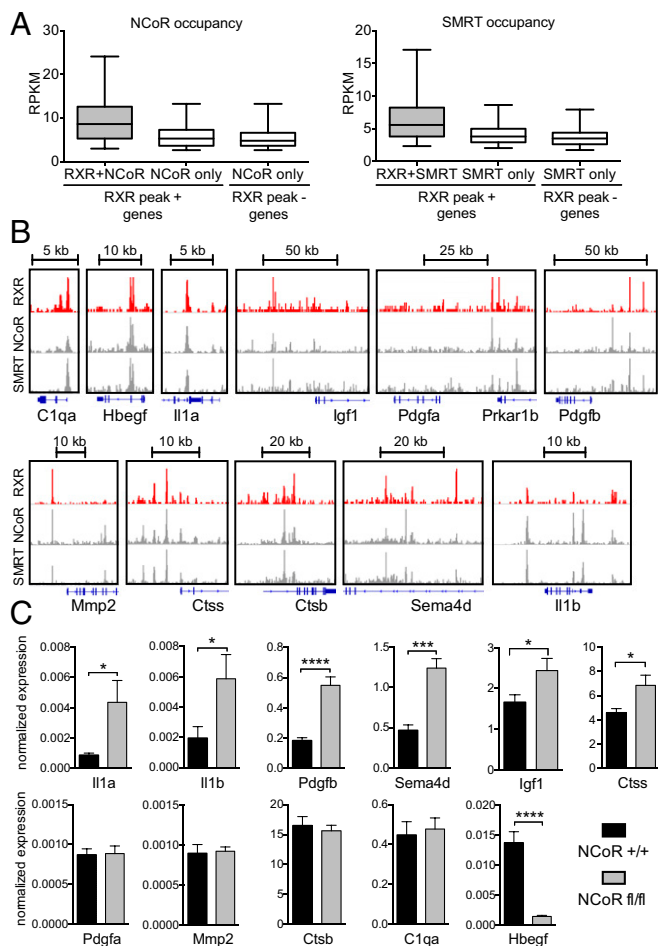 A
NCoR occupancy
RPKM
30
20
10
0
RXR+NCoR NCoR only NCoR only
RXR peak + genes
RXR peak - genes
SMRT occupancy
RPKM
20
15
10
5
0
RXR+SMRT SMRT only SMRT only
RXR peak + genes
RXR peak - genes
B
5 kb 10 kb 5 kb 50 kb 25 kb 50 kb
RXR
NCoR
SMRT
C1qa Hbegf Il1a Igf1 Pdgfa Prkar1b Pdgfb
10 kb 10 kb 20 kb 20 kb 10 kb
RXR
NCoR
SMRT
Mmp2 Ctss Ctsb Sema4d Il1b
C
normalized expression
0.008
0.006
0.004
0.002
0.000
*
Il1a
0.008
0.006
0.004
0.002
0.000
*
Il1b
0.8
0.6
0.4
0.2
0.0
****
Pdgfb
1.5
1.0
0.5
0.0
***
Sema4d
4
3
2
1
0
*
Igf1
10
8
6
4
2
0
*
Ctss
normalized expression
0.0015
0.0010
0.0005
0.0000
Pdgfa
0.0015
0.0010
0.0005
0.0000
Mmp2
20
15
10
5
0
Ctsb
0.6
0.4
0.2
0.0
C1qa
0.020
0.015
0.010
0.005
0.000
****
Hbegf
NCoR +/+
NCoR fl/fl